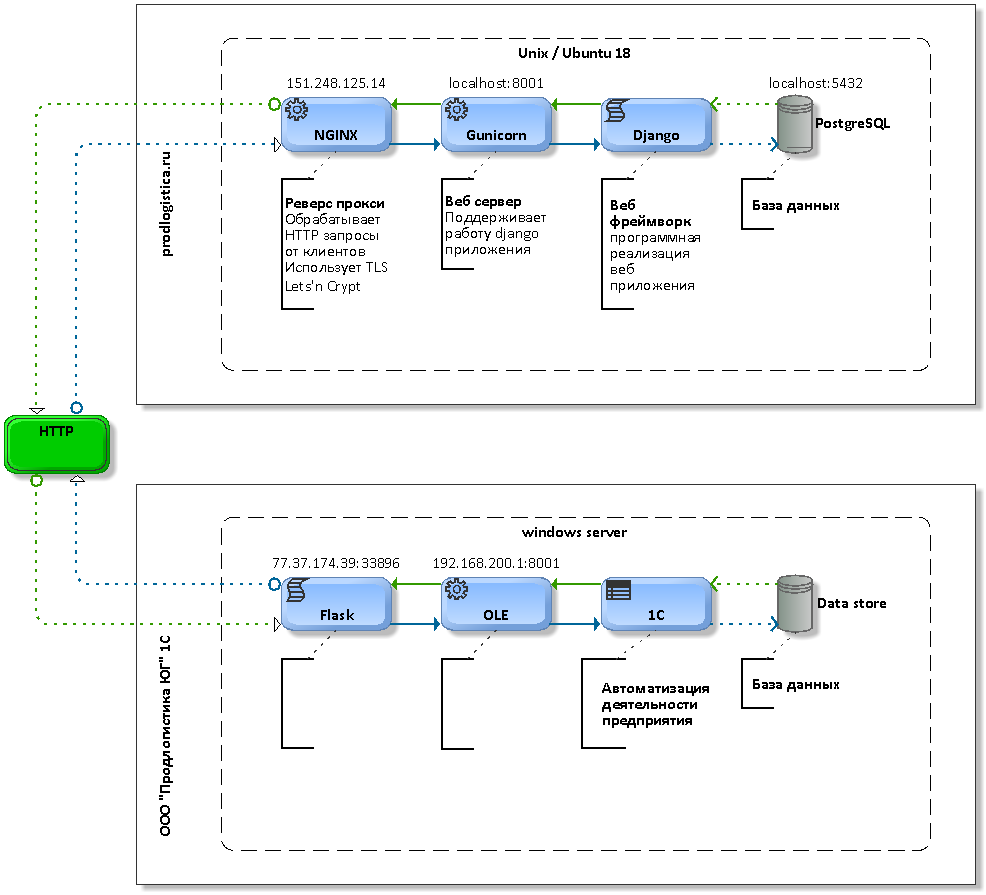 Unix / Ubuntu 18
151.248.125.14
localhost:8001
localhost:5432
NGINX
Gunicorn
Django
PostgreSQL
prodlogistica.ru
Реверс прокси
Обрабатывает
HTTP запросы
от клиентов
Использует TLS
Lets'n Crypt
Веб сервер
Поддерживает
работу django
приложения
Веб
фреймворк
программная
реализация
веб
приложения
База данных
HTTP
windows server
77.37.174.39:33896
192.168.200.1:8001
Flask
OLE
1С
Data store
ООО "Продлогистика ЮГ" 1С
Автоматизация
деятельности
предприятия
База данных